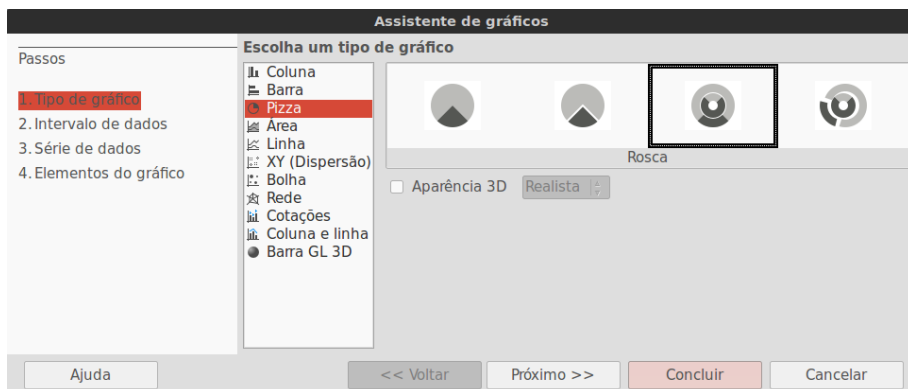 Assistente de gráficos
Passos
1. Tipo de gráfico
2. Intervalo de dados
3. Série de dados
4. Elementos do gráfico
Escolha um tipo de gráfico
Coluna
Barra
Pizza
Área
Linha
XY (Dispersão)
Bolha
Rede
Cotações
Coluna e linha
Barra GL 3D
Rosca
Aparência 3D
Realista
Ajuda
<< Voltar
Próximo >>
Concluir
Cancelar